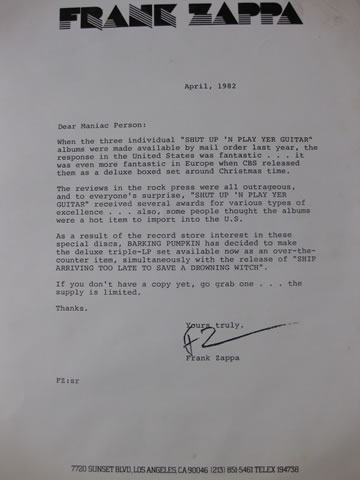 FRANK ZAPPA
April, 1982
Dear Maniac Person:
When the three individual "SHUT UP 'N PLAY YER GUITAR"
albums were made available by mail order last year, the
response in the United States was fantastic . . . it
was even more fantastic in Europe when CBS released
them as a deluxe boxed set around Christmas time.
The reviews in the rock press were all outrageous,
and to everyone's surprise, "SHUT UP 'N PLAY YER
GUITAR" received several awards for various types of
excellence . . . also, some people thought the albums
were a hot item to import into the U.S.
As a result of the record store interest in these
special discs, BARKING PUMPKIN has decided to make
the deluxe triple-LP set available now as an over-the-
counter item, simultaneously with the release of "SHIP
ARRIVING TOO LATE TO SAVE A DROWNING WITCH".
If you don't have a copy yet, go grab one . . . the
supply is limited.
Thanks.
Yours truly,
FZ
Frank Zappa
FZ:sr
7720 SUNSET BLVD, LOS ANGELES, CA 90046 (213) 851-5461 TELEX 194738